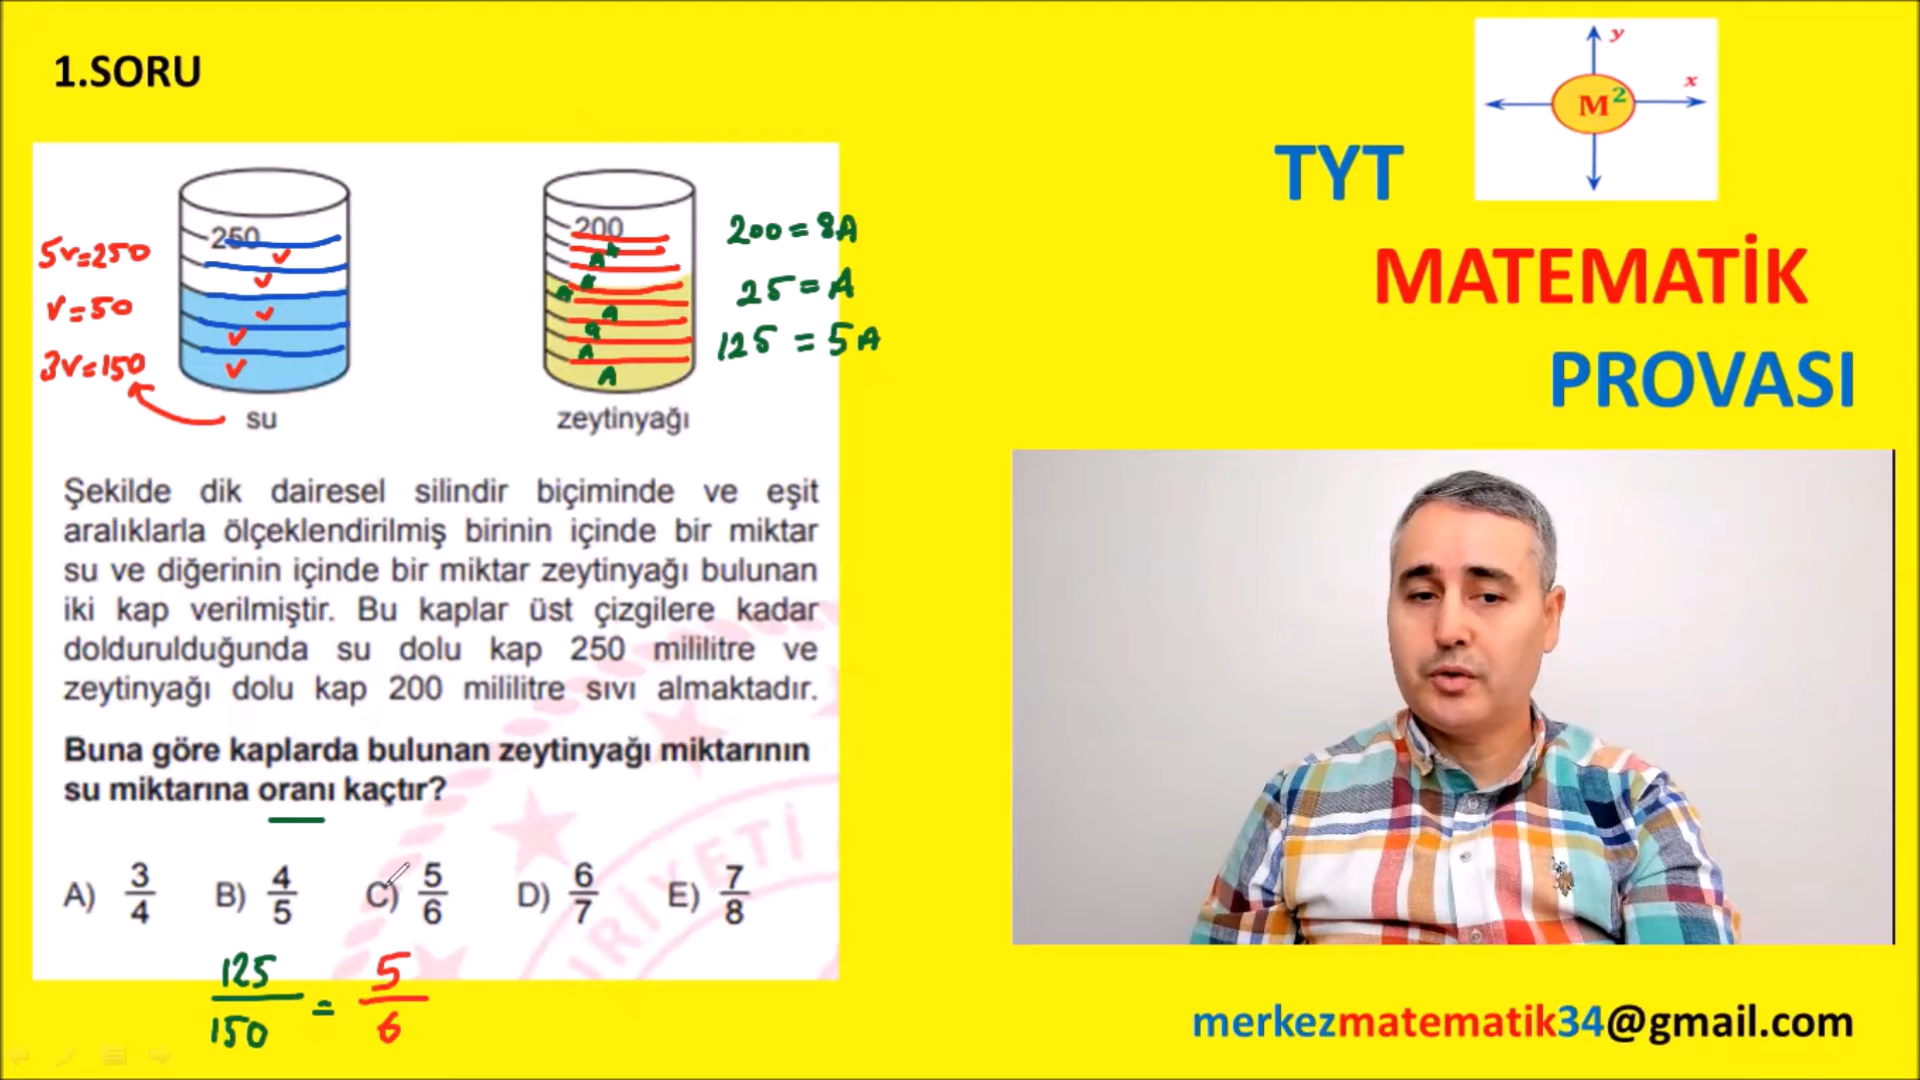 1.SORU
y
x
M²
TYT
MATEMATİK
PROVASI
250
5V=250
V=50
3V=150
su
200
A A
A A
A
A
A
A
zeytinyağı
200=8A
25=A
125=5A
Şekilde dik dairesel silindir biçiminde ve eşit
aralıklarla ölçeklendirilmiş birinin içinde bir miktar
su ve diğerinin içinde bir miktar zeytinyağı bulunan
iki kap verilmiştir. Bu kaplar üst çizgilere kadar
doldurulduğunda su dolu kap 250 mililitre ve
zeytinyağı dolu kap 200 mililitre sıvı almaktadır.
Buna göre kaplarda bulunan zeytinyağı miktarının
su miktarına oranı kaçtır?
A) 3/4 B) 4/5 C) 5/6 D) 6/7 E) 7/8
125/150 = 5/6
RİYETİ
merkezmatematik34@gmail.com